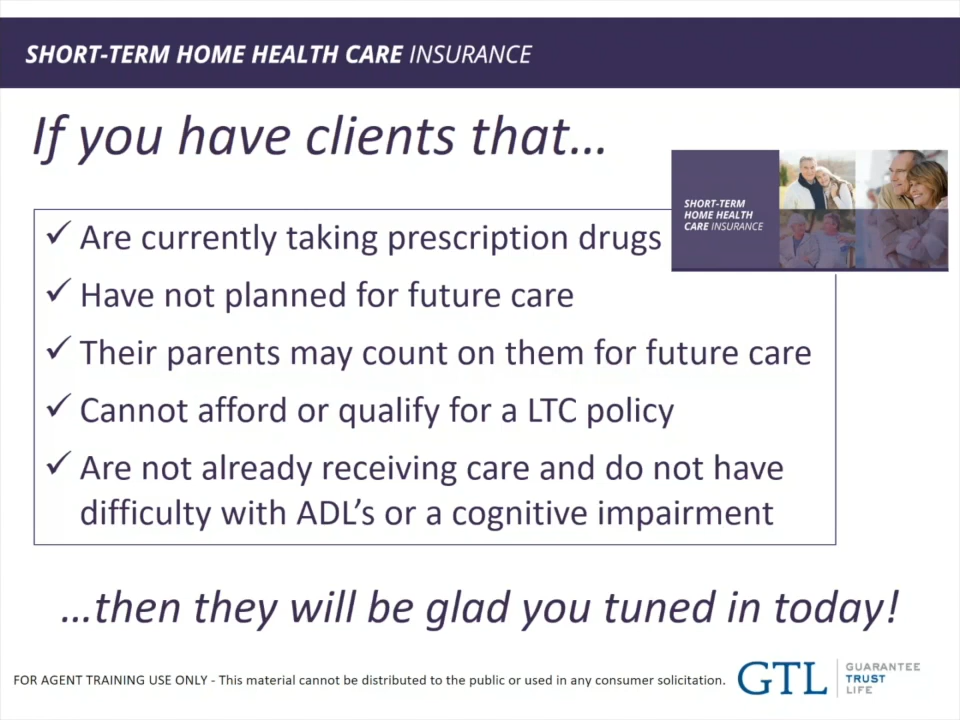 SHORT-TERM HOME HEALTH CARE INSURANCE
If you have clients that...
SHORT-TERM
HOME HEALTH
CARE INSURANCE
✓ Are currently taking prescription drugs
✓ Have not planned for future care
✓ Their parents may count on them for future care
✓ Cannot afford or qualify for a LTC policy
✓ Are not already receiving care and do not have
difficulty with ADL's or a cognitive impairment
...then they will be glad you tuned in today!
FOR AGENT TRAINING USE ONLY - This material cannot be distributed to the public or used in any consumer solicitation.
GTL
GUARANTEE
TRUST
LIFE